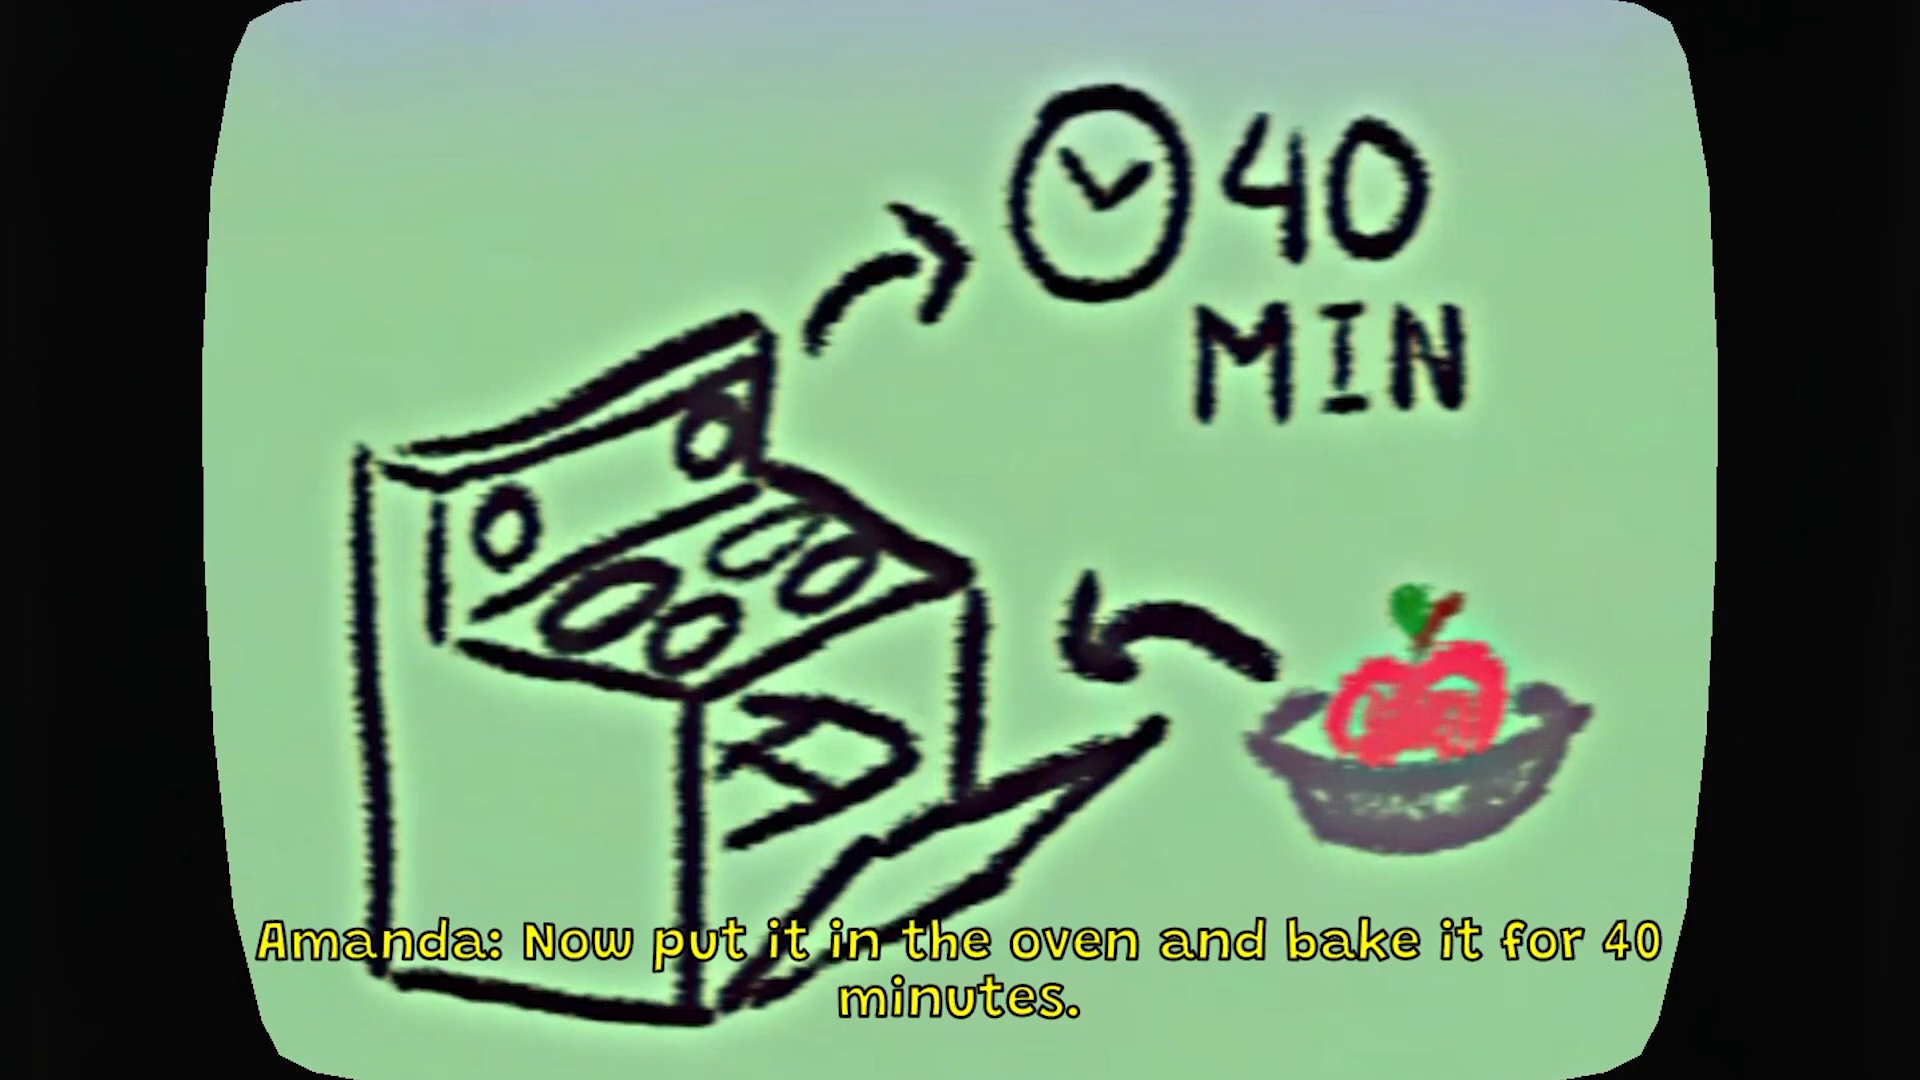 40
MIN
Amanda: Now put it in the oven and bake it for 40
minutes.